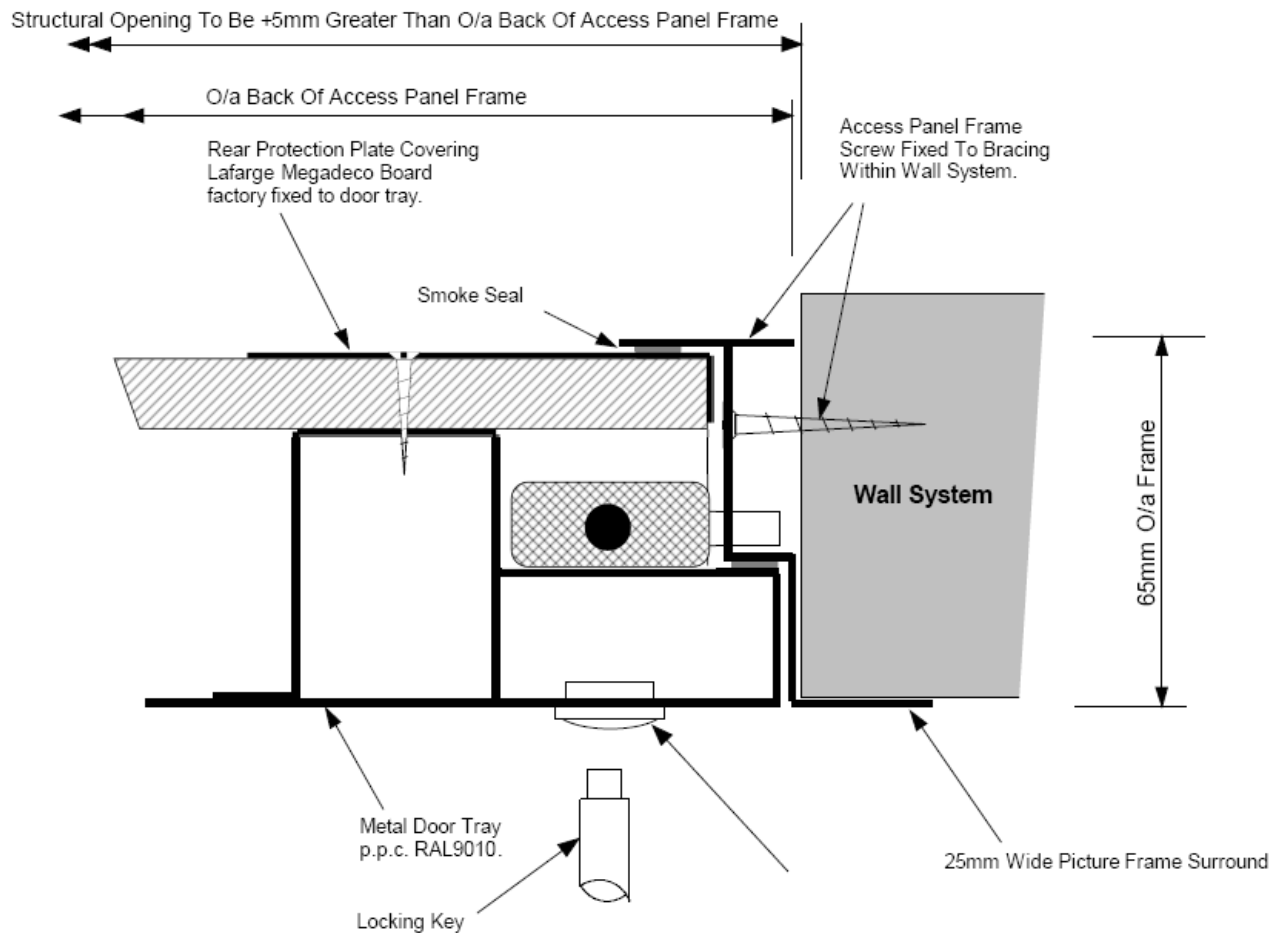 Structural Opening To Be +5mm Greater Than O/a Back Of Access Panel Frame
O/a Back Of Access Panel Frame
Rear Protection Plate Covering
Lafarge Megadeco Board
factory fixed to door tray.
Access Panel Frame
Screw Fixed To Bracing
Within Wall System.
Smoke Seal
Wall System
65mm O/a Frame
Metal Door Tray
p.p.c. RAL9010.
25mm Wide Picture Frame Surround
Locking Key